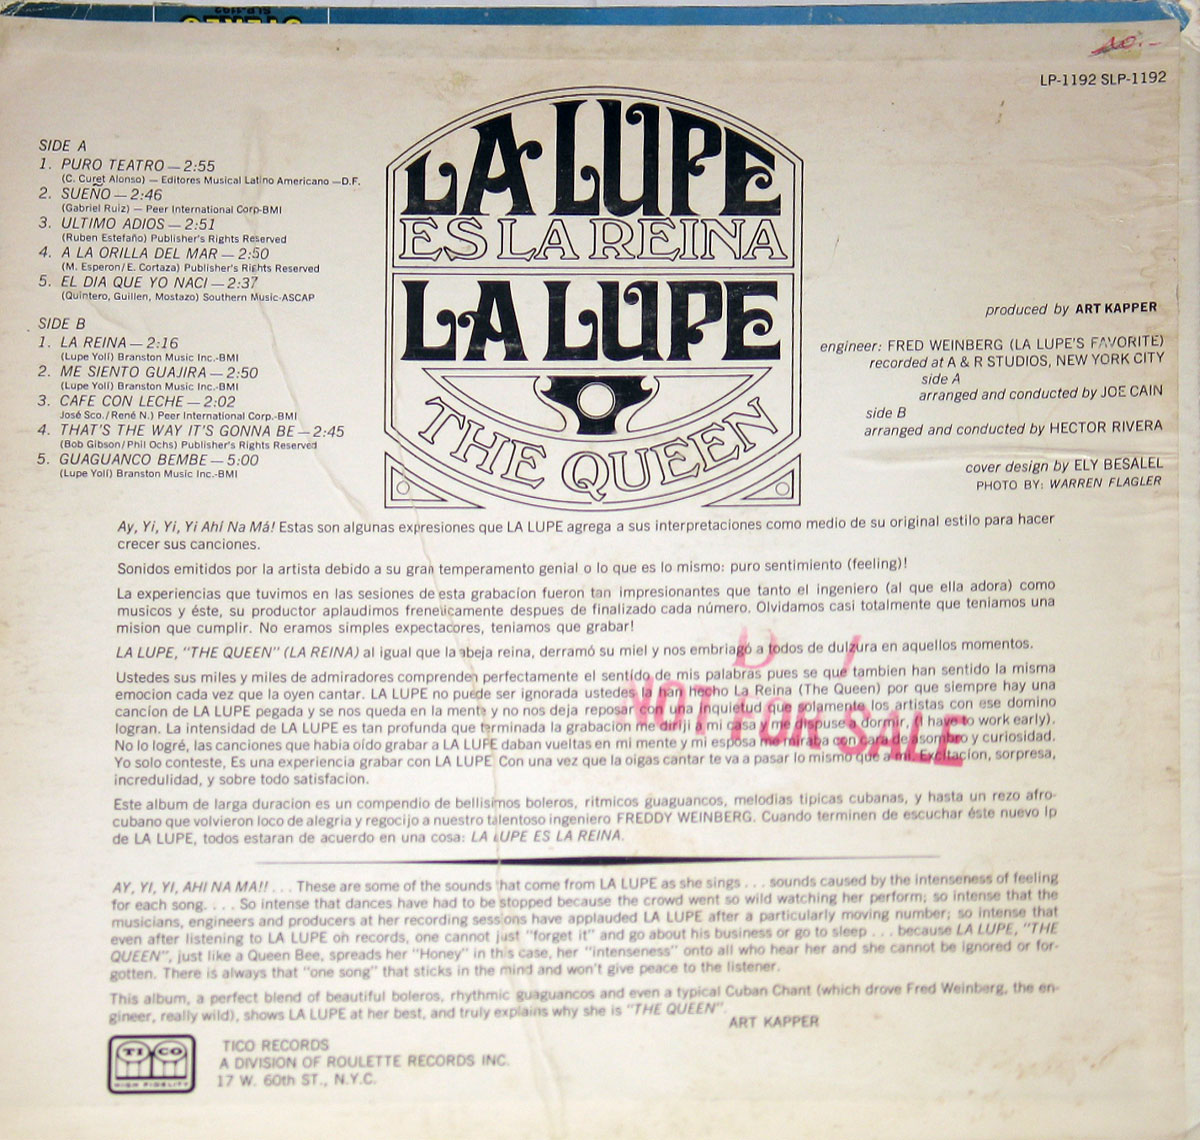 STEREO
SLP-1192
LP-1192 SLP-1192
LA LUPE
ES LA REINA
LA LUPE
THE QUEEN
SIDE A
1. PURO TEATRO — 2:55
(C. Curet Alonso) — Editores Musical Latino Americano — D.F.
2. SUEÑO — 2:46
(Gabriel Ruiz) — Peer International Corp-BMI
3. ULTIMO ADIOS — 2:51
(Ruben Estefaño) Publisher's Rights Reserved
4. A LA ORILLA DEL MAR — 2:50
(M. Esperon/E. Cortaza) Publisher's Rights Reserved
5. EL DIA QUE YO NACI — 2:37
(Quintero, Guillen, Mostazo) Southern Music-ASCAP
SIDE B
1. LA REINA — 2:16
(Lupe Yoli) Branston Music Inc.-BMI
2. ME SIENTO GUAJIRA — 2:50
(Lupe Yoli) Branston Music Inc.-BMI
3. CAFE CON LECHE — 2:02
José Sco./René N.) Peer International Corp.-BMI
4. THAT'S THE WAY IT'S GONNA BE — 2:45
(Bob Gibson/Phil Ochs) Publisher's Rights Reserved
5. GUAGUANCO BEMBE — 5:00
(Lupe Yoli) Branston Music Inc.-BMI
produced by ART KAPPER
engineer: FRED WEINBERG (LA LUPE'S FAVORITE)
recorded at A & R STUDIOS, NEW YORK CITY
side A
arranged and conducted by JOE CAIN
side B
arranged and conducted by HECTOR RIVERA
cover design by ELY BESALEL
PHOTO BY: WARREN FLAGLER
Ay, Yi, Yi, Yi Ahí Na Má! Estas son algunas expresiones que LA LUPE agrega a sus interpretaciones como medio de su original estilo para hacer
crecer sus canciones.
Sonidos emitidos por la artista debido a su gran temperamento genial o lo que es lo mismo: puro sentimiento (feeling)!
La experiencias que tuvimos en las sesiones de esta grabacíon fueron tan impresionantes que tanto el ingeniero (al que ella adora) como
musicos y éste, su productor aplaudimos freneticamente despues de finalizado cada número. Olvidamos casi totalmente que teniamos una
mision que cumplir. No eramos simples expectacores, teniamos que grabar!
LA LUPE, "THE QUEEN" (LA REINA) al igual que la abeja reina, derramó su miel y nos embriagó a todos de dulzura en aquellos momentos.
Ustedes sus miles y miles de admiradores comprenden perfectamente el sentido de mis palabras pues se que tambien han sentido la misma
emocion cada vez que la oyen cantar. LA LUPE no puede ser ignorada ustedes la han hecho La Reina (The Queen) por que siempre hay una
cancion de LA LUPE pegada y se nos queda en la mente y no nos deja reposar con una inquietud que solamente los artistas con ese domino
logran. La intensidad de LA LUPE es tan profunda que terminada la grabacion me diriji a mi casa y me dispuse a dormir, (I have to work early).
No lo logré, las canciones que habia oido grabar a LA LUPE daban vueltas en mi mente y mi esposa me miraba con cara de asombro y curiosidad.
Yo solo conteste, Es una experiencia grabar con LA LUPE Con una vez que la oigas cantar te va a pasar lo mismo que a mi. Excitacion, sorpresa,
incredulidad, y sobre todo satisfacion.
Este album de larga duracion es un compendio de bellisimos boleros, ritmicos guaguancos, melodias tipicas cubanas, y hasta un rezo afro-
cubano que volvieron loco de alegria y regocijo a nuestro talentoso ingeniero FREDDY WEINBERG. Cuando terminen de escuchar éste nuevo lp
de LA LUPE, todos estaran de acuerdo en una cosa: LA LUPE ES LA REINA.
NOT FOR SALE
AY, YI, YI, AHI NA MA!! . . . These are some of the sounds that come from LA LUPE as she sings . . . sounds caused by the intenseness of feeling
for each song. . . . So intense that dances have had to be stopped because the crowd went so wild watching her perform; so intense that the
musicians, engineers and producers at her recording sessions have applauded LA LUPE after a particularly moving number; so intense that
even after listening to LA LUPE on records, one cannot just "forget it" and go about his business or go to sleep . . . because LA LUPE, "THE
QUEEN", just like a Queen Bee, spreads her "Honey" in this case, her "intenseness" onto all who hear her and she cannot be ignored or for-
gotten. There is always that "one song" that sticks in the mind and won't give peace to the listener.
This album, a perfect blend of beautiful boleros, rhythmic guaguancos and even a typical Cuban Chant (which drove Fred Weinberg, the en-
gineer, really wild), shows LA LUPE at her best, and truly explains why she is "THE QUEEN".
ART KAPPER
TICO
HIGH FIDELITY
TICO RECORDS
A DIVISION OF ROULETTE RECORDS INC.
17 W. 60th ST., N.Y.C.